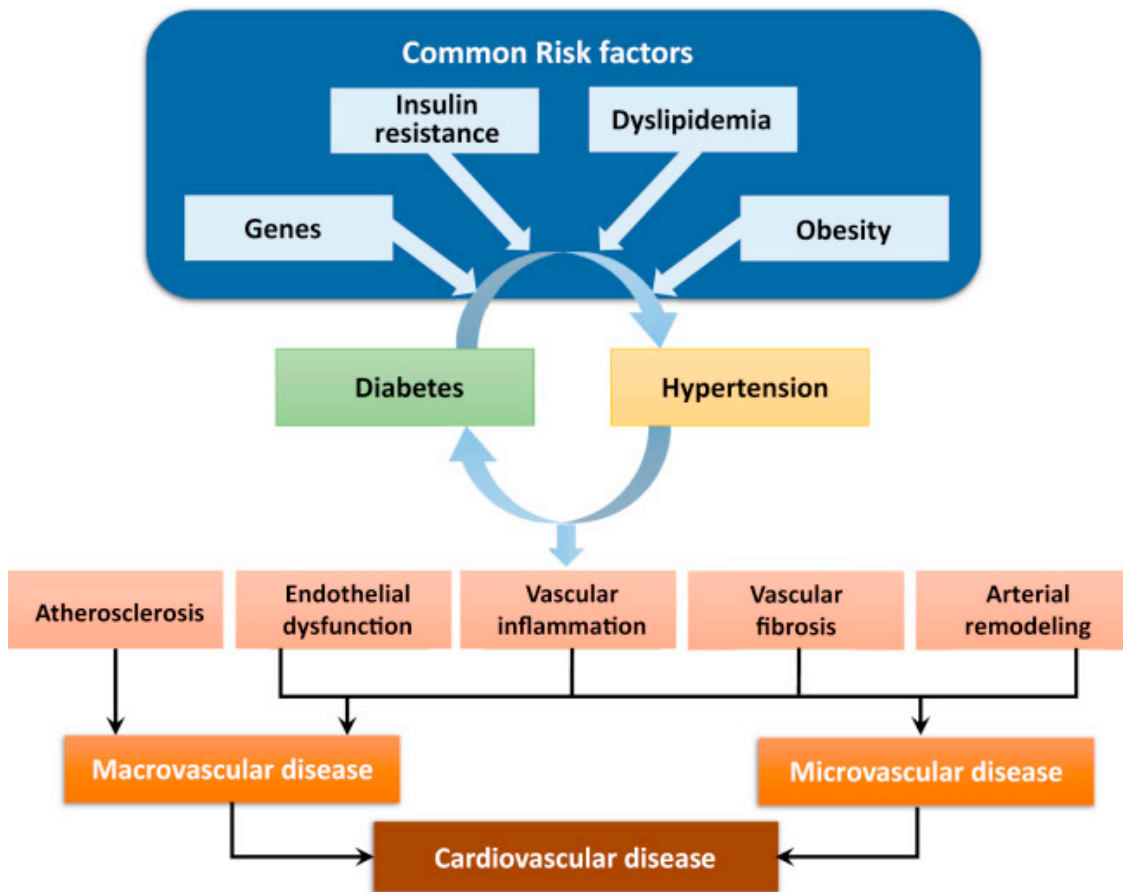 Common Risk factors
Insulin
resistance
Dyslipidemia
Genes
Obesity
Diabetes
Hypertension
Atherosclerosis
Endothelial
dysfunction
Vascular
inflammation
Vascular
fibrosis
Arterial
remodeling
Macrovascular disease
Microvascular disease
Cardiovascular disease